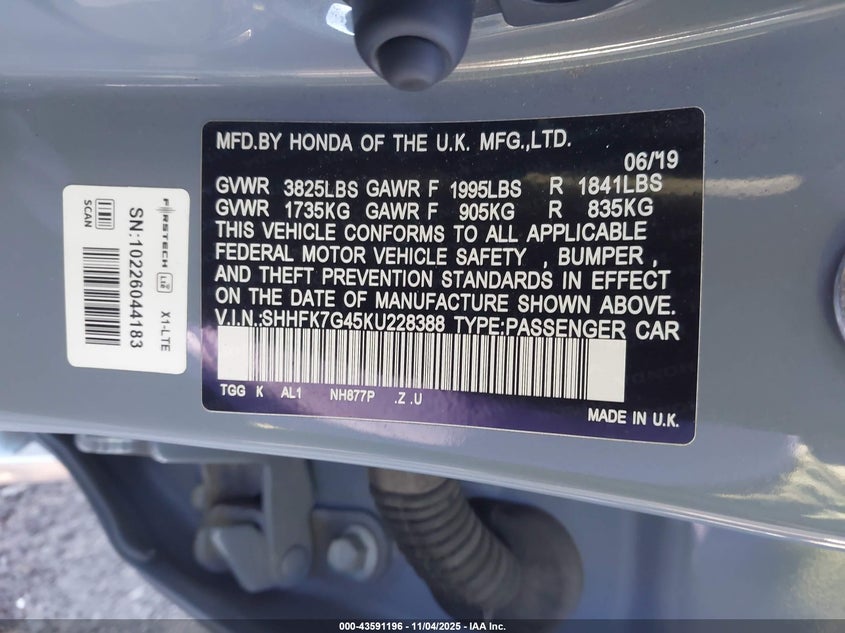 MFD.BY HONDA OF THE U.K. MFG.,LTD.
06/19
GVWR 3825LBS GAWR F 1995LBS R 1841LBS
GVWR 1735KG GAWR F 905KG R 835KG
THIS VEHICLE CONFORMS TO ALL APPLICABLE
FEDERAL MOTOR VEHICLE SAFETY , BUMPER ,
AND THEFT PREVENTION STANDARDS IN EFFECT
ON THE DATE OF MANUFACTURE SHOWN ABOVE.
V.I.N.:SHHFK7G45KU228388 TYPE:PASSENGER CAR
TGG K AL1 NH877P .Z .U
MADE IN U.K.
FIRSTECH
LTE
X1-LTE
SN:10226044183
SCAN
000-43591196 - 11/04/2025 - IAA Inc.